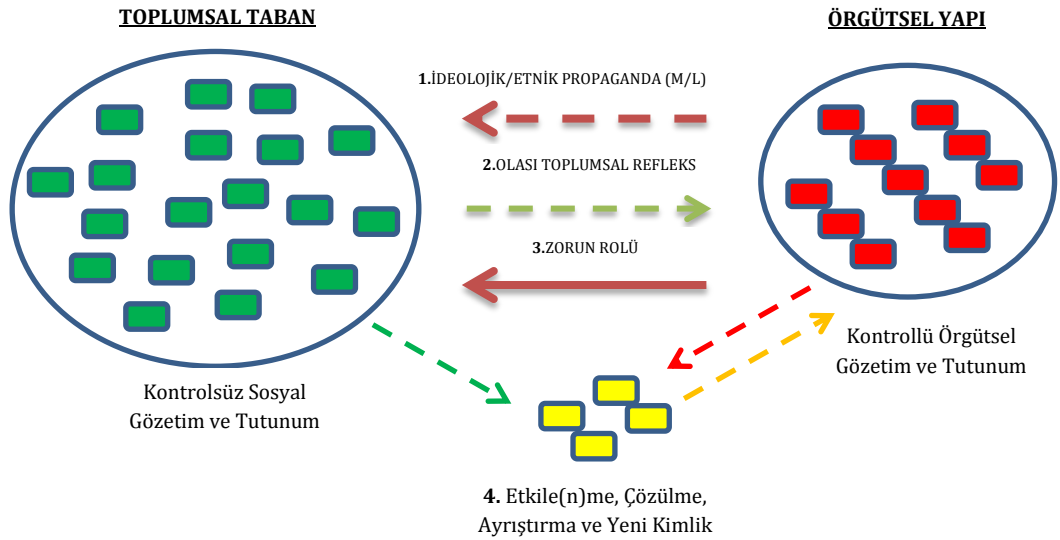 TOPLUMSAL TABAN
ÖRGÜTSEL YAPI
1.İDEOLOJİK/ETNİK PROPAGANDA (M/L)
2.OLASI TOPLUMSAL REFLEKS
3.ZORUN ROLÜ
Kontrolsüz Sosyal
Gözetim ve Tutunum
Kontrollü Örgütsel
Gözetim ve Tutunum
4. Etkile(n)me, Çözülme,
Ayrıştırma ve Yeni Kimlik